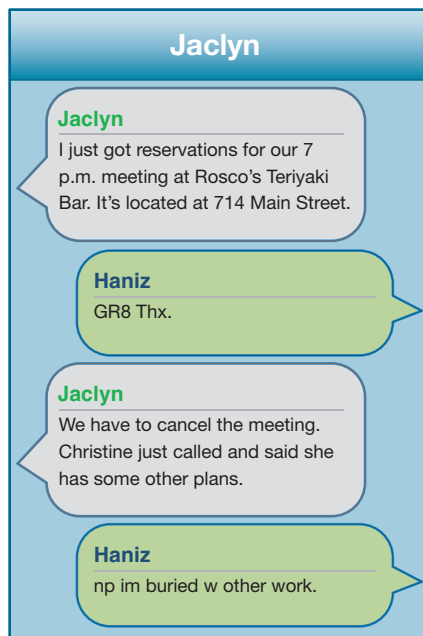 Jaclyn
Jaclyn
I just got reservations for our 7
p.m. meeting at Rosco’s Teriyaki
Bar. It’s located at 714 Main Street.
Haniz
GR8 Thx.
Jaclyn
We have to cancel the meeting.
Christine just called and said she
has some other plans.
Haniz
np im buried w other work.